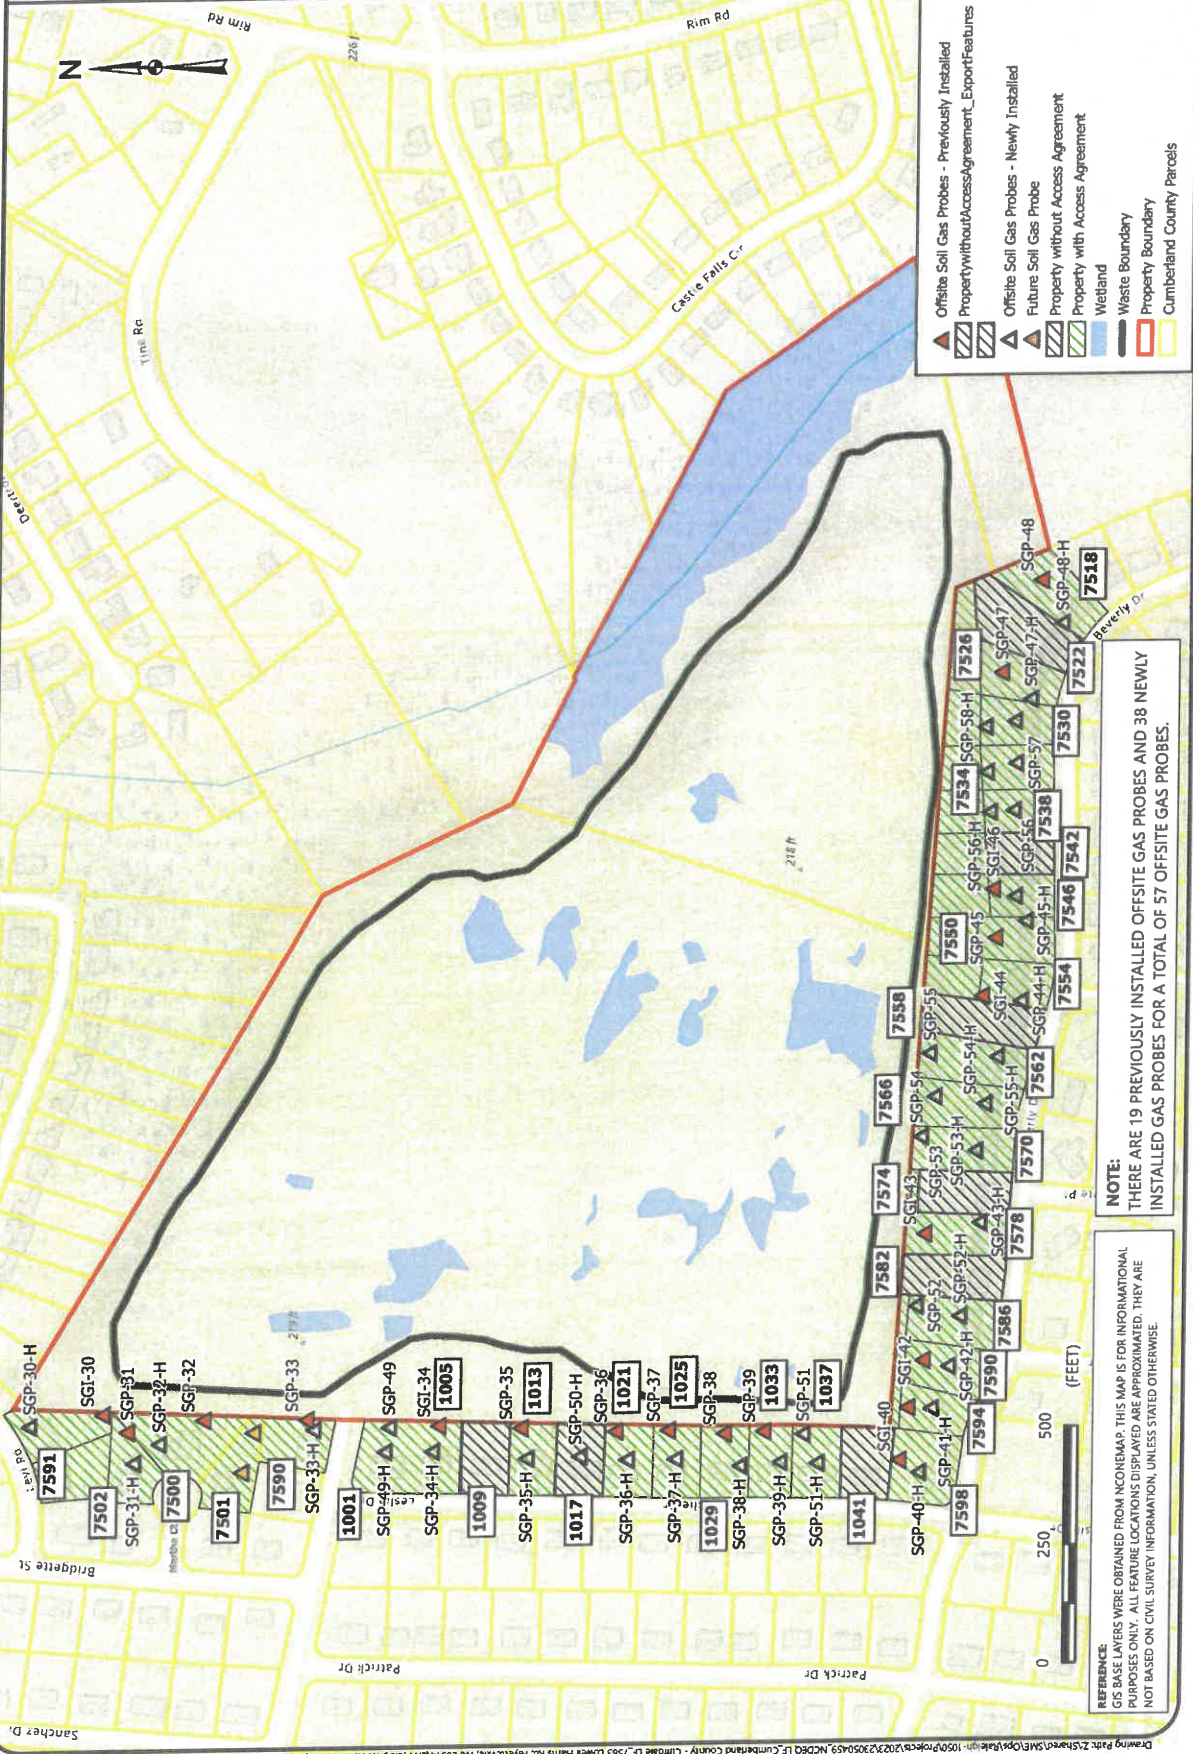 Rim Rd
Rim Rd
226 ft
N
Tine Rd
Castle Falls Cir
Bridgette St
Patrick Dr
Patrick Dr
Beverly Dr
219 ft
218 ft
SGP-30-H
7591
SGI-30
7502
SGP-31
SGP-31-H
SGP-32-H
SGP-32
7500
7501
7590
SGP-33
SGP-33-H
1001
SGP-49
SGP-49-H
SGI-34
SGP-34-H
1005
1009
SGP-35
SGP-35-H
1013
SGP-50-H
1017
SGP-36
SGP-36-H
1021
SGP-37
SGP-37-H
1025
1029
SGP-38
SGP-38-H
SGP-39
SGP-39-H
1033
SGP-51
SGP-51-H
1037
1041
SGI-40
SGP-40-H
7598
SGP-41-H
7594
SGI-42
SGP-42-H
7590
SGP-52
SGP-52-H
7586
7582
SGI-43
SGP-43-H
7578
7574
SGP-53
SGP-53-H
7570
7566
SGP-54
SGP-54-H
SGP-55-H
7562
SGP-55
7558
SGI-44
SGP-44-H
7554
7550
SGP-45
SGP-45-H
7546
SGP-56-H
SGI-46
SGP-56
7542
7538
7534
SGP-57
SGP-58-H
7530
7526
SGP-47
SGP-47-H
7522
SGP-48
SGP-48-H
7518
Offsite Soil Gas Probes - Previously Installed
PropertywithoutAccessAgreement_ExportFeatures
Offsite Soil Gas Probes - Newly Installed
Future Soil Gas Probe
Property without Access Agreement
Property with Access Agreement
Wetland
Waste Boundary
Property Boundary
Cumberland County Parcels
0
250
500
(FEET)
REFERENCE:
GIS BASE LAYERS WERE OBTAINED FROM NCONEMAP. THIS MAP IS FOR INFORMATIONAL
PURPOSES ONLY. ALL FEATURE LOCATIONS DISPLAYED ARE APPROXIMATED. THEY ARE
NOT BASED ON CIVIL SURVEY INFORMATION, UNLESS STATED OTHERWISE.
NOTE:
THERE ARE 19 PREVIOUSLY INSTALLED OFFSITE GAS PROBES AND 38 NEWLY
INSTALLED GAS PROBES FOR A TOTAL OF 57 OFFSITE GAS PROBES.